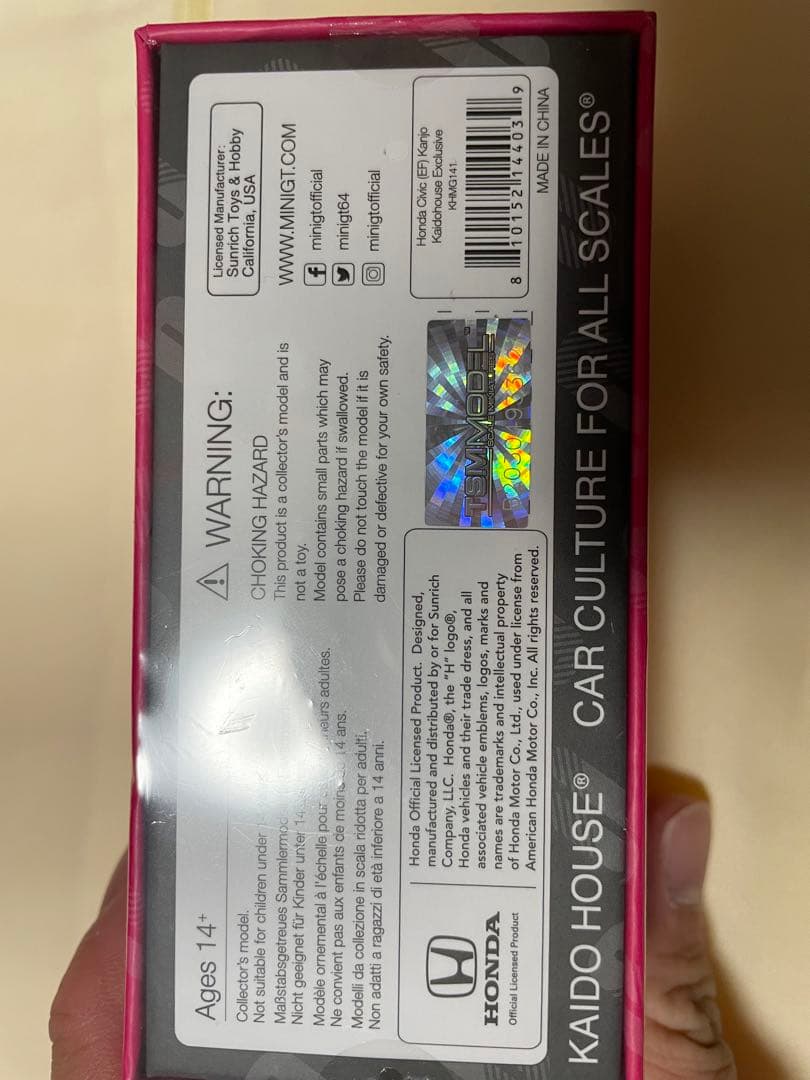 Ages 14+
Collector's model.
Not suitable for children under
Maßstabsgetreues Sammlermo
Nicht geeignet für Kinder unter 14
Modèle ornemental à l'échelle pour eurs adultes.
Ne convient pas aux enfants de moins 14 ans.
Modelli da collezione in scala ridotta per adulti.
Non adatti a ragazzi di età inferiore a 14 anni.
WARNING:
CHOKING HAZARD
This product is a collector's model and is
not a toy.
Model contains small parts which may
pose a choking hazard if swallowed.
Please do not touch the model if it is
damaged or defective for your own safety.
Licensed Manufacturer:
Sunrich Toys & Hobby
California, USA
WWW.MINIGT.COM
minigtofficial
minigt64
minigtofficial
HONDA
Official Licensed Product
Honda Official Licensed Product. Designed,
manufactured and distributed by or for Sunrich
Company, LLC. Honda®, the "H" logo®,
Honda vehicles and their trade dress, and all
associated vehicle emblems, logos, marks and
names are trademarks and intellectual property
of Honda Motor Co., Ltd., used under license from
American Honda Motor Co., Inc. All rights reserved.
TSMMODEL™
Honda Civic (EF) Kanjo
Kaidohouse Exclusive
KHMG141
8 10152 14403 9
MADE IN CHINA
KAIDO HOUSE® CAR CULTURE FOR ALL SCALES®